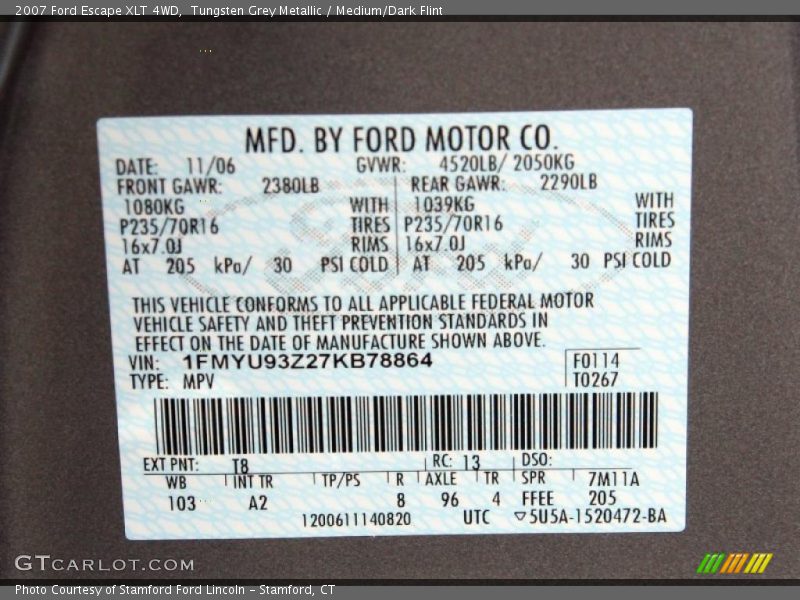 2007 Ford Escape XLT 4WD,  Tungsten Grey Metallic / Medium/Dark Flint
MFD. BY FORD MOTOR CO.
DATE: 11/06 GVWR: 4520LB/ 2050KG
FRONT GAWR: 2380LB REAR GAWR: 2290LB
1080KG WITH 1039KG WITH
P235/70R16 TIRES P235/70R16 TIRES
16x7.0J RIMS 16x7.0J RIMS
AT 205 kPa/ 30 PSI COLD AT 205 kPa/ 30 PSI COLD
THIS VEHICLE CONFORMS TO ALL APPLICABLE FEDERAL MOTOR
VEHICLE SAFETY AND THEFT PREVENTION STANDARDS IN
EFFECT ON THE DATE OF MANUFACTURE SHOWN ABOVE.
VIN: 1FMYU93Z27KB78864 F0114
TYPE: MPV T0267
EXT PNT: T8 RC: 13 DSO:
WB INT TR TP/PS R AXLE TR SPR 7M11A
103 A2 8 96 4 FFEE 205
1200611140820 UTC ▽5U5A-1520472-BA
GTCARLOT.COM
Photo Courtesy of Stamford Ford Lincoln - Stamford, CT